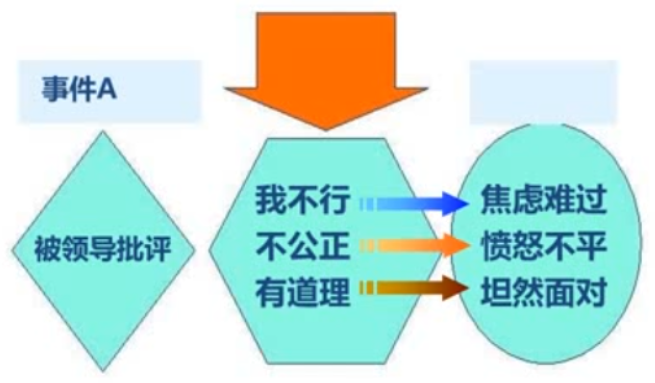 事件A
被领导批评
我不行
不公正
有道理
焦虑难过
愤怒不平
坦然面对